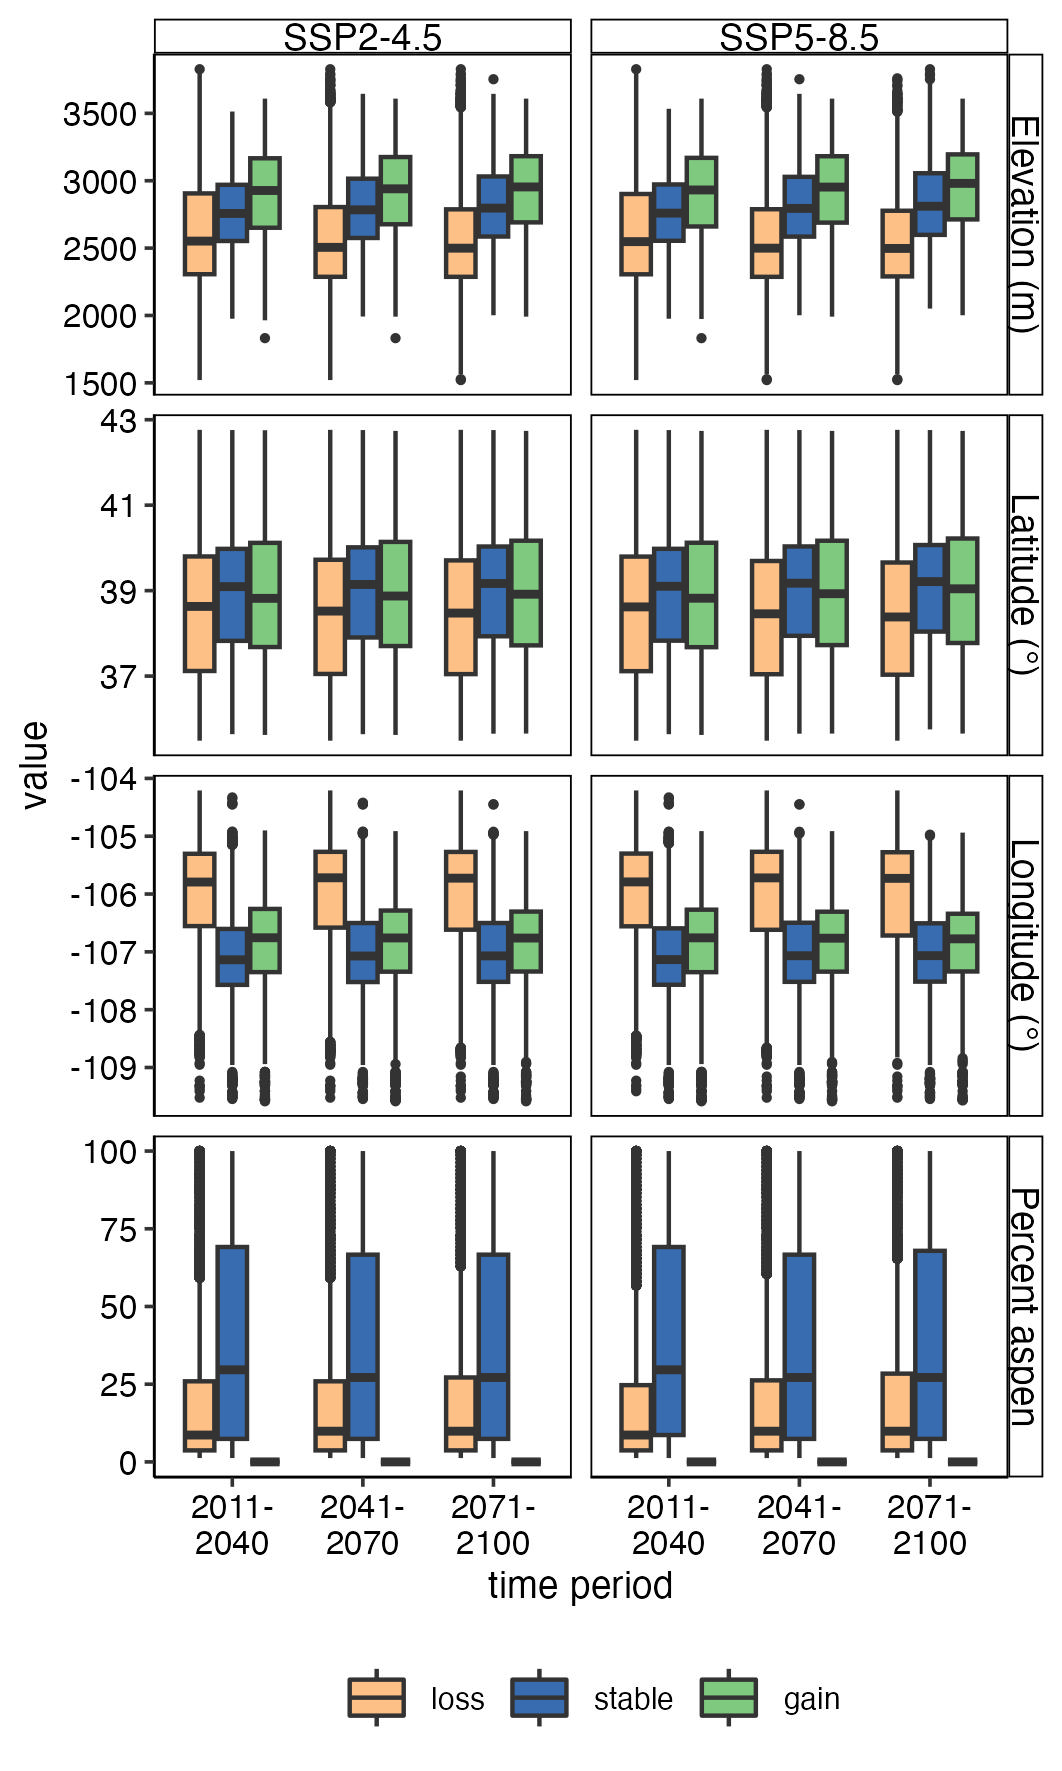 SSP2-4.5
SSP5-8.5
3500
3000
2500
2000
1500
Elevation (m)
43
41
39
37
Latitude (°)
value
-104
-105
-106
-107
-108
-109
Longitude (°)
100
75
50
25
0
Percent aspen
2011-
2040
2041-
2070
2071-
2100
2011-
2040
2041-
2070
2071-
2100
time period
loss
stable
gain